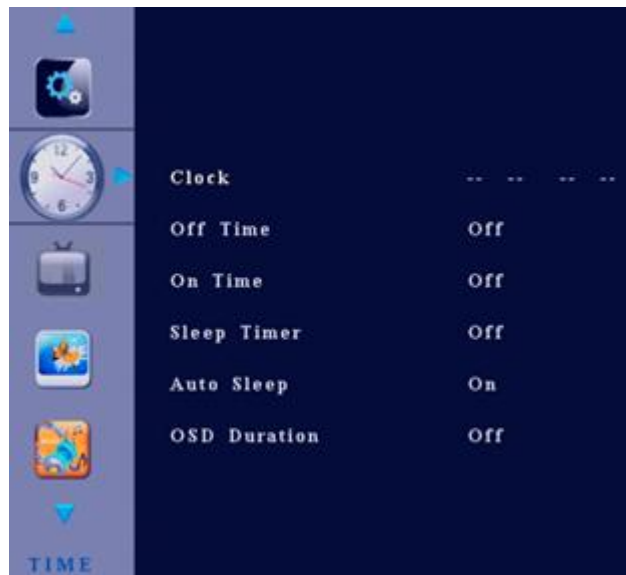 Clock -- -- -- --
Off Time Off
On Time Off
Sleep Timer Off
Auto Sleep On
OSD Duration Off
TIME